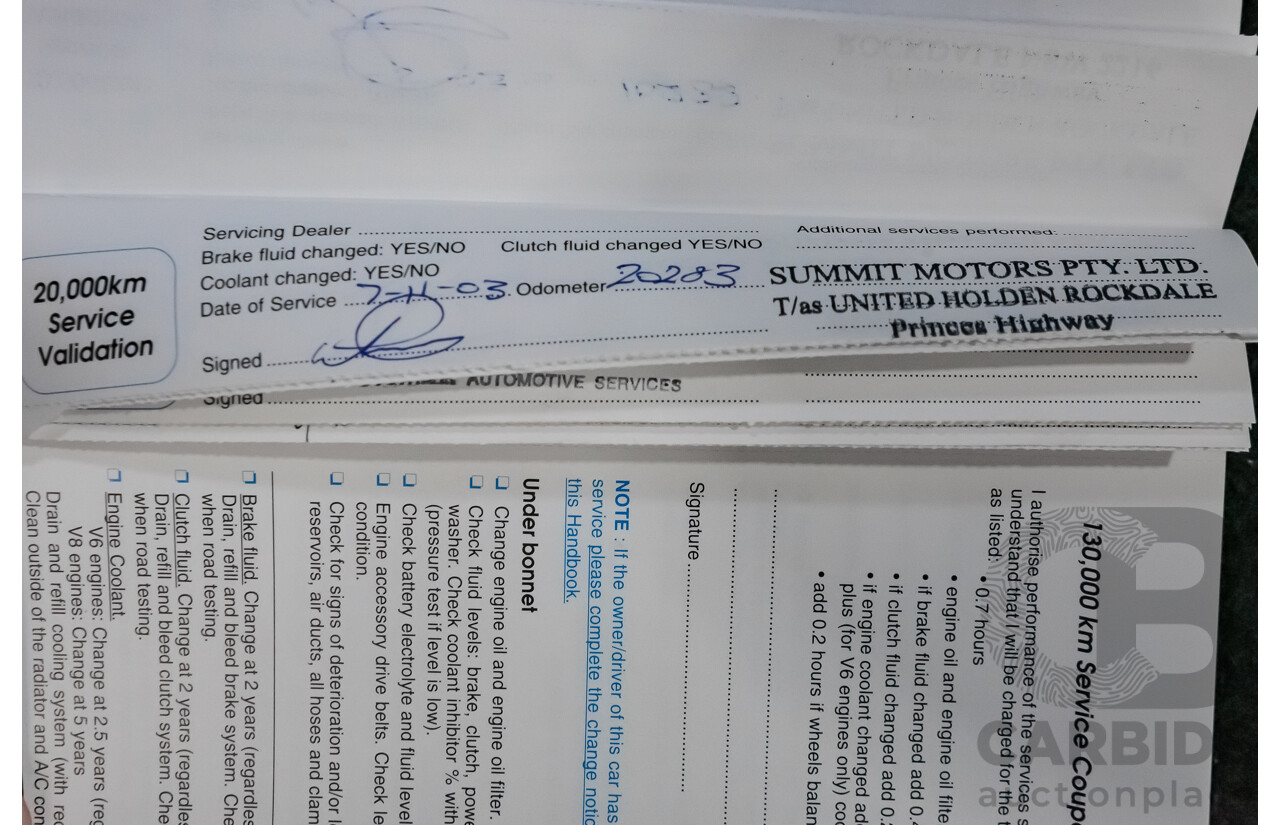 Servicing Dealer
Additional services performed:
Brake fluid changed: YES/NO Clutch fluid changed YES/NO
Coolant changed: YES/NO
Date of Service 7-11-03. Odometer 20283
SUMMIT MOTORS PTY. LTD.
T/as UNITED HOLDEN ROCKDALE
Princes Highway
20,000km
Service
Validation
Signed
AUTOMOTIVE SERVICES
Signed
130,000 km Service Coup
I authorise performance of the services
understand that I will be charged for the
as listed:
• 0.7 hours
• engine oil and engine oil filte
• if brake fluid changed add 0.
• if clutch fluid changed add 0.
• if engine coolant changed ad
plus (for V6 engines only) co
• add 0.2 hours if wheels balan
Signature
NOTE : If the owner/driver of this car has
service please complete the change notic
this Handbook.
Under bonnet
❏ Change engine oil and engine oil filter.
❏ Check fluid levels: brake, clutch, powe
washer. Check coolant inhibitor % with
(pressure test if level is low).
❏ Check battery electrolyte and fluid level
❏ Engine accessory drive belts. Check
condition.
❏ Check for signs of deterioration and/or
reservoirs, air ducts, all hoses and clam
❏ Brake fluid. Change at 2 years (regardles
Drain, refill and bleed brake system. Che
when road testing.
❏ Clutch fluid. Change at 2 years (regardles
Drain, refill and bleed clutch system. Che
when road testing.
❏ Engine Coolant.
V6 engines: Change at 2.5 years (reg
V8 engines: Change at 5 years
Drain and refill cooling system (with
Clean outside of the radiator and A/C con
CARBID
auctionpla